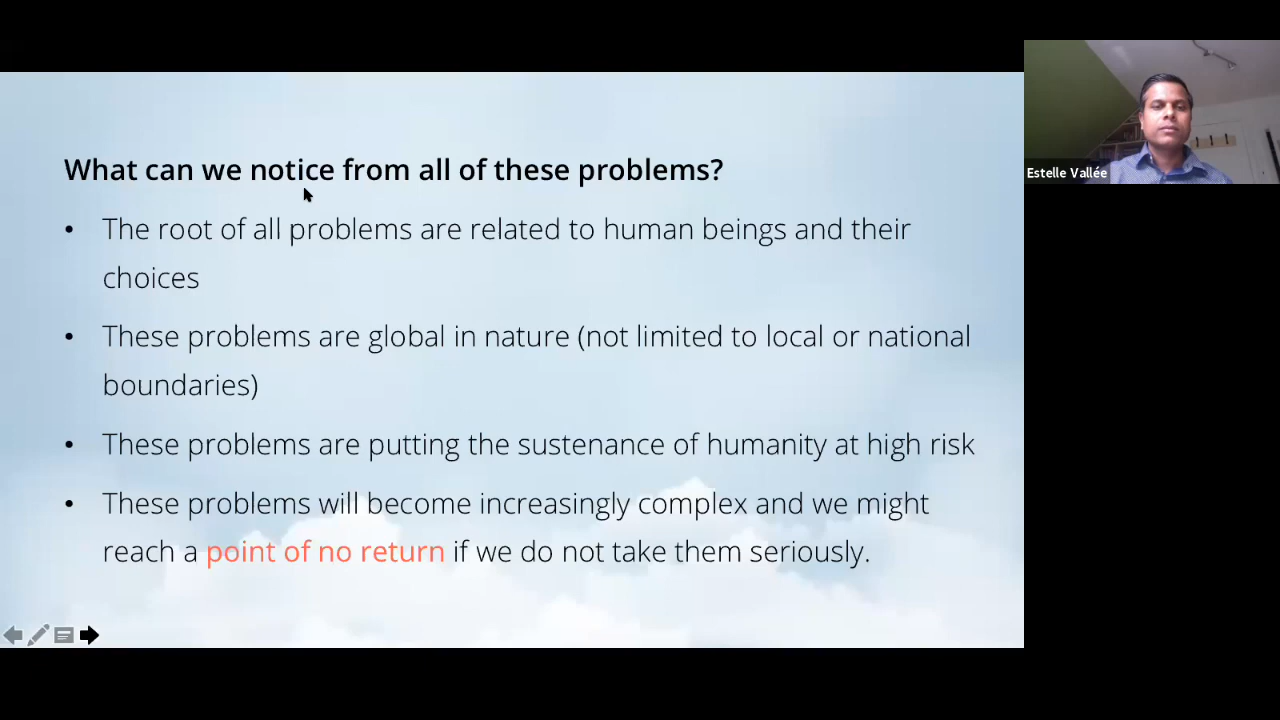 What can we notice from all of these problems?
• The root of all problems are related to human beings and their
choices
• These problems are global in nature (not limited to local or national
boundaries)
• These problems are putting the sustenance of humanity at high risk
• These problems will become increasingly complex and we might
reach a point of no return if we do not take them seriously.
Estelle Vallée